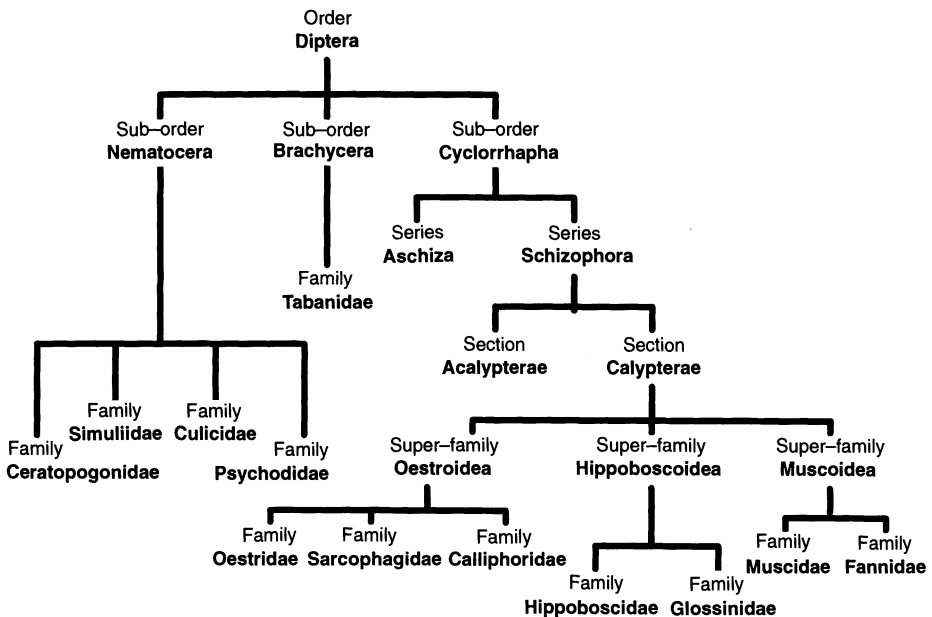 Order
Diptera
Sub–order
Nematocera
Sub–order
Brachycera
Sub–order
Cyclorrhapha
Series
Aschiza
Series
Schizophora
Family
Tabanidae
Section
Acalypterae
Section
Calypterae
Family
Ceratopogonidae
Family
Simuliidae
Family
Culicidae
Family
Psychodidae
Super–family
Oestroidea
Super–family
Hippoboscoidea
Super–family
Muscoidea
Family
Oestridae
Family
Sarcophagidae
Family
Calliphoridae
Family
Hippoboscidae
Family
Glossinidae
Family
Muscidae
Family
Fannidae